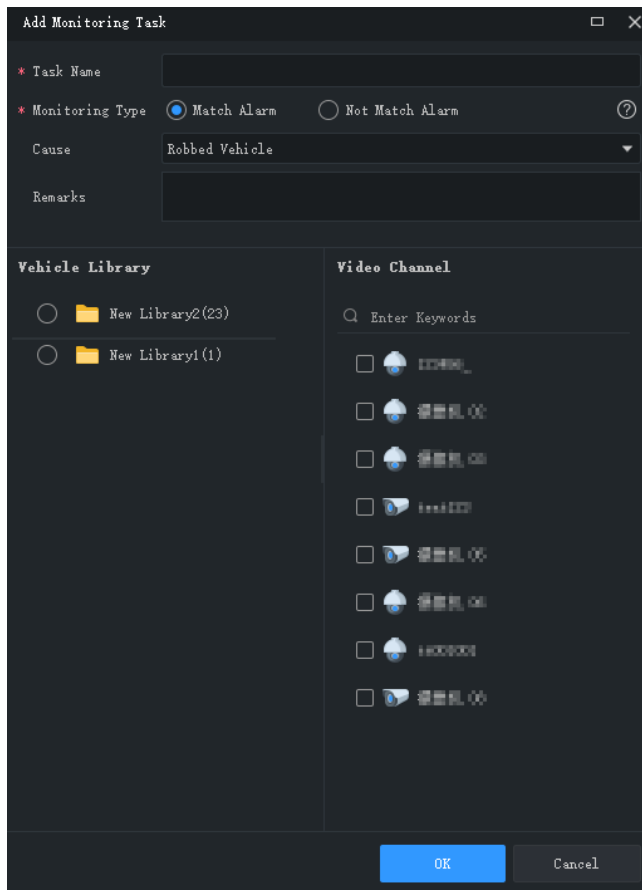 Add Monitoring Task
* Task Name
* Monitoring Type Match Alarm Not Match Alarm ?
Cause Robbed Vehicle
Remarks
Vehicle Library
New Library2(23)
New Library1(1)
Video Channel
Enter Keywords
OK Cancel